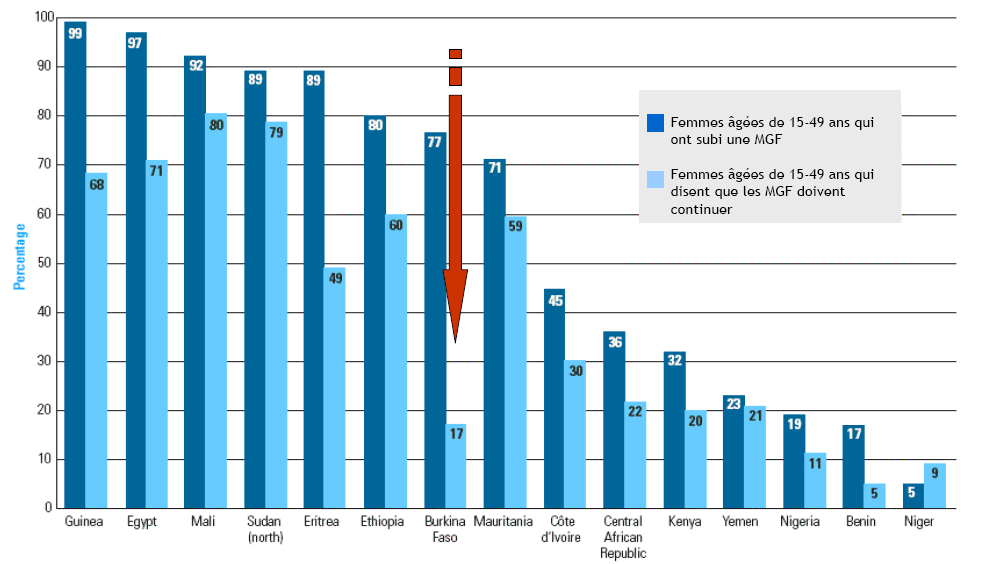 100
90
80
70
60
50
40
30
20
10
0
Percentage
99
68
97
71
92
80
89
79
89
49
80
60
77
17
71
59
45
30
36
22
32
20
23
21
19
11
17
5
5
9
Femmes âgées de 15-49 ans qui
ont subi une MGF
Femmes âgées de 15-49 ans qui
disent que les MGF doivent
continuer
Guinea
Egypt
Mali
Sudan
(north)
Eritrea
Ethiopia
Burkina
Faso
Mauritania
Côte
d'Ivoire
Central
African
Republic
Kenya
Yemen
Nigeria
Benin
Niger